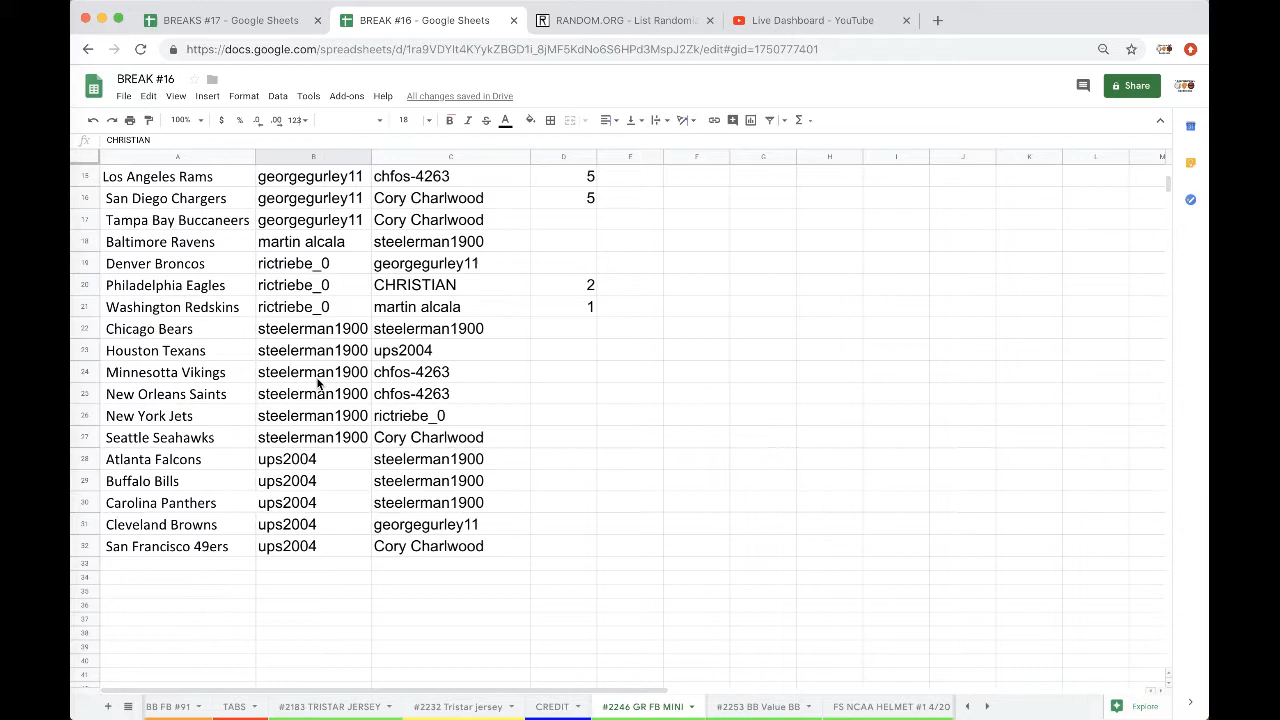 BREAKS #17 - Google Sheets × BREAK #16 - Google Sheets × RANDOM.ORG - List Randomiz × Live Dashboard - YouTube × +
https://docs.google.com/spreadsheets/d/1ra9VDYlt4KYykZBGD1i_8jMF5KdNo6S6HPd3MspJ2Zk/edit#gid=1750777401
BREAK #16
File Edit View Insert Format Data Tools Add-ons Help All changes saved in Drive
Share
100% $ % .0 .00 123 18 B I S A
fx CHRISTIAN
A B C D E F G H I J K L M
15 Los Angeles Rams georgegurley11 chfos-4263 5
16 San Diego Chargers georgegurley11 Cory Charlwood 5
17 Tampa Bay Buccaneers georgegurley11 Cory Charlwood
18 Baltimore Ravens martin alcala steelerman1900
19 Denver Broncos rictriebe_0 georgegurley11
20 Philadelphia Eagles rictriebe_0 CHRISTIAN 2
21 Washington Redskins rictriebe_0 martin alcala 1
22 Chicago Bears steelerman1900 steelerman1900
23 Houston Texans steelerman1900 ups2004
24 Minnesotta Vikings steelerman1900 chfos-4263
25 New Orleans Saints steelerman1900 chfos-4263
26 New York Jets steelerman1900 rictriebe_0
27 Seattle Seahawks steelerman1900 Cory Charlwood
28 Atlanta Falcons ups2004 steelerman1900
29 Buffalo Bills ups2004 steelerman1900
30 Carolina Panthers ups2004 steelerman1900
31 Cleveland Browns ups2004 georgegurley11
32 San Francisco 49ers ups2004 Cory Charlwood
33
34
35
36
37
38
39
40
41
BB FB #91 TABS #2183 TRISTAR JERSEY #2232 Tristar jersey CREDIT #2246 GR FB MINI #2253 BB Value BB FS NCAA HELMET #1 4/20 Explore